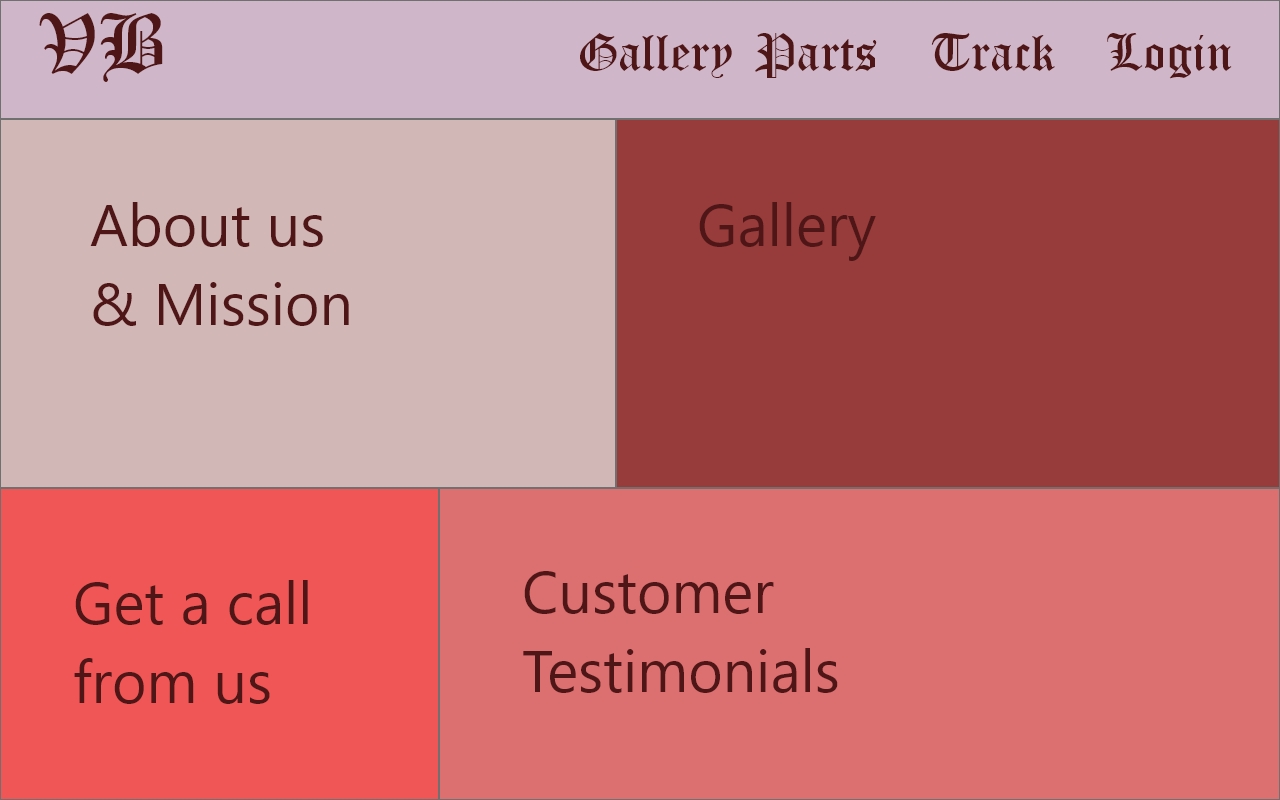 VB
Gallery Parts Track Login
About us
& Mission
Gallery
Get a call
from us
Customer
Testimonials